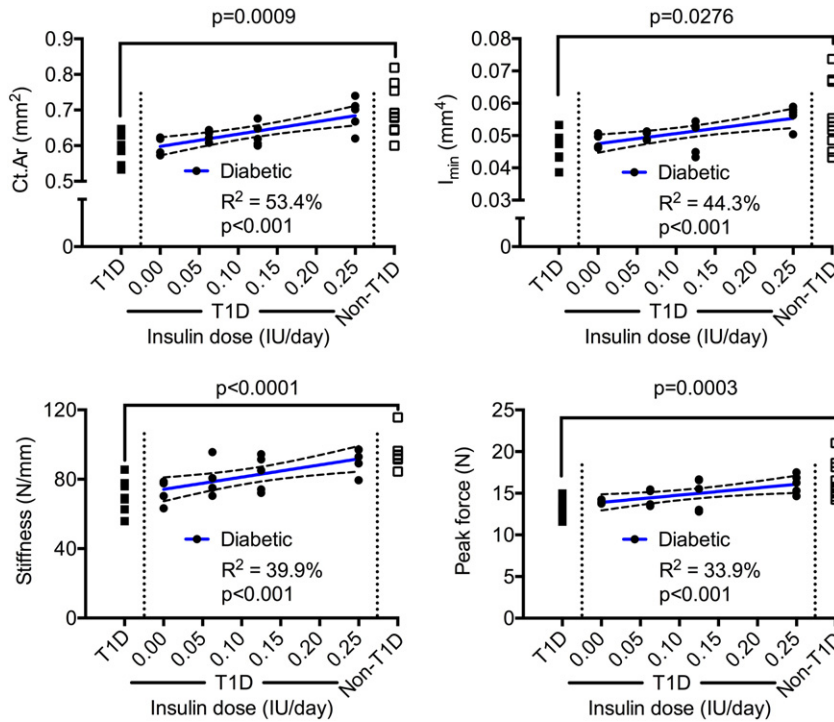 p=0.0009
0.9
0.8
0.7
0.6
0.5
0
Ct.Ar (mm²)
Diabetic
R² = 53.4%
p<0.001
T1D
0.00
0.05
0.10
0.15
0.20
0.25
Non-T1D
T1D
Insulin dose (IU/day)
p=0.0276
0.08
0.07
0.06
0.05
0.04
0.03
0
Imin (mm⁴)
Diabetic
R² = 44.3%
p<0.001
T1D
0.00
0.05
0.10
0.15
0.20
0.25
Non-T1D
T1D
Insulin dose (IU/day)
p<0.0001
120
80
40
0
Stiffness (N/mm)
Diabetic
R² = 39.9%
p<0.001
T1D
0.00
0.05
0.10
0.15
0.20
0.25
Non-T1D
T1D
Insulin dose (IU/day)
p=0.0003
25
20
15
10
5
0
Peak force (N)
Diabetic
R² = 33.9%
p<0.001
T1D
0.00
0.05
0.10
0.15
0.20
0.25
Non-T1D
T1D
Insulin dose (IU/day)